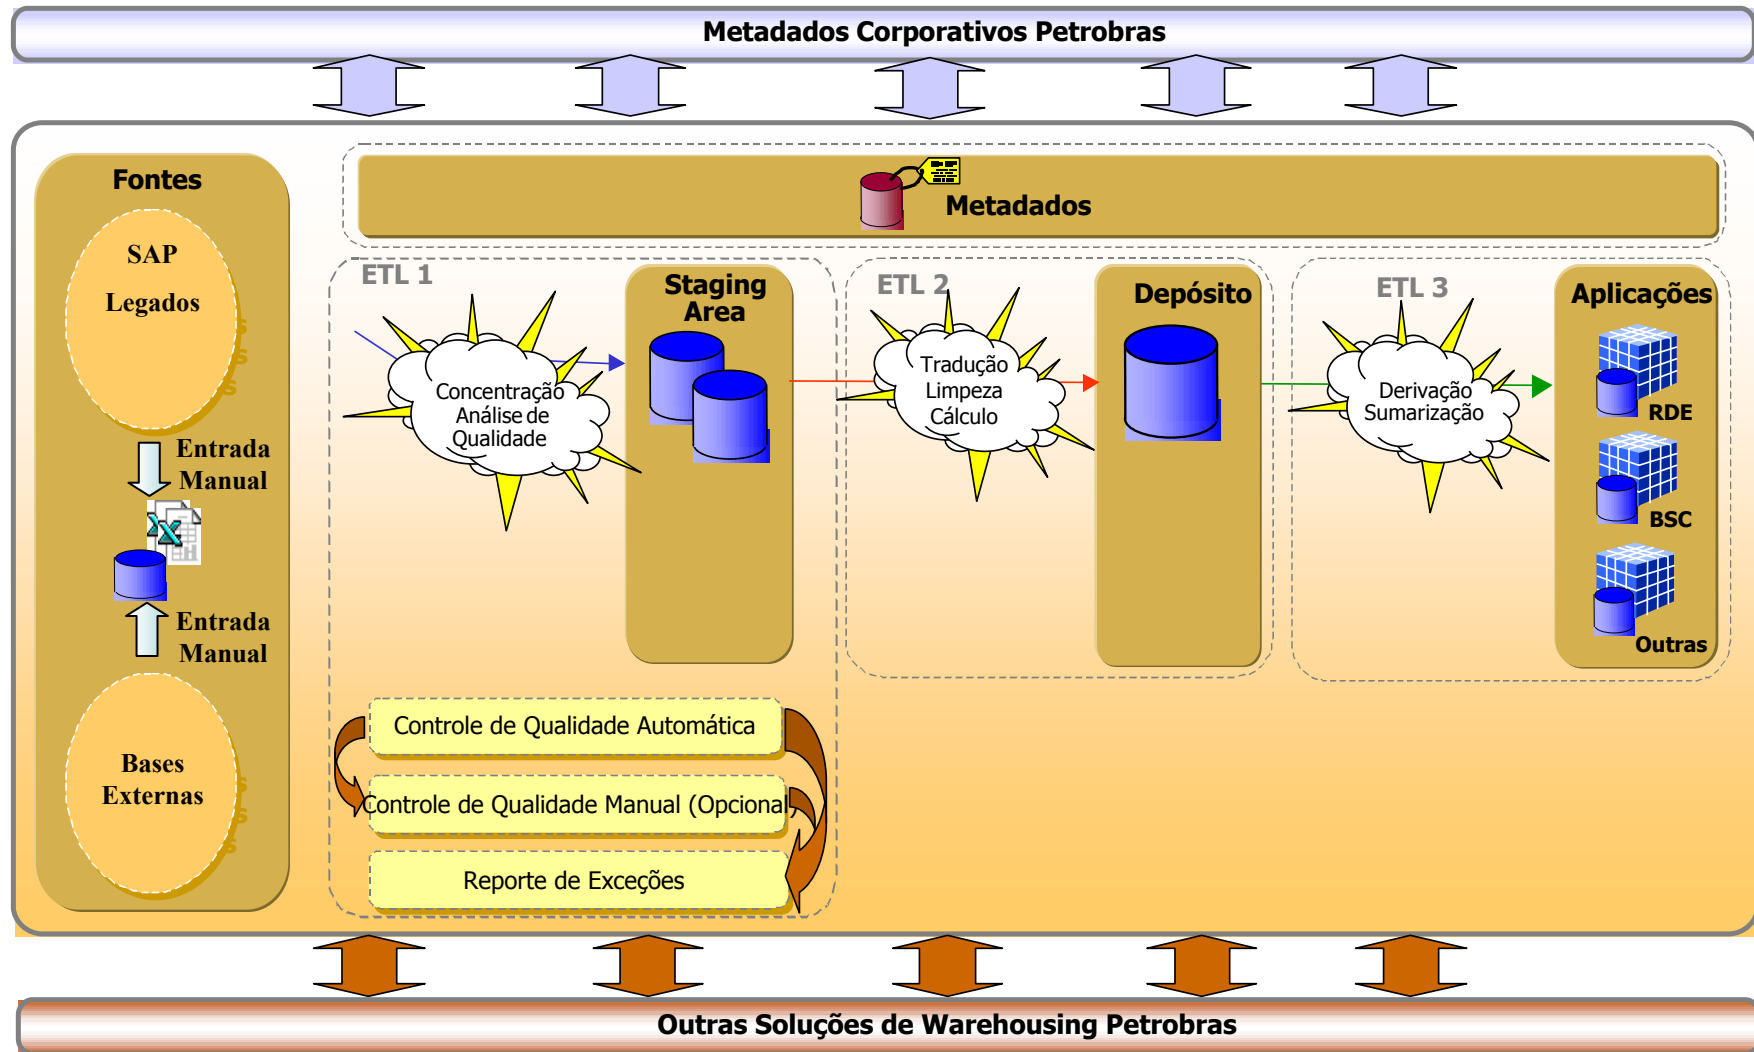 Metadados Corporativos Petrobras
Fontes
SAP
Legados
s
s
s
Entrada
Manual
Entrada
Manual
Bases
Externas
s
s
s
Metadados
ETL 1
Concentração
Análise de
Qualidade
Staging
Area
ETL 2
Tradução
Limpeza
Cálculo
Depósito
ETL 3
Derivação
Sumarização
Aplicações
RDE
BSC
Outras
Controle de Qualidade Automática
Controle de Qualidade Manual (Opcional)
Reporte de Exceções
Outras Soluções de Warehousing Petrobras